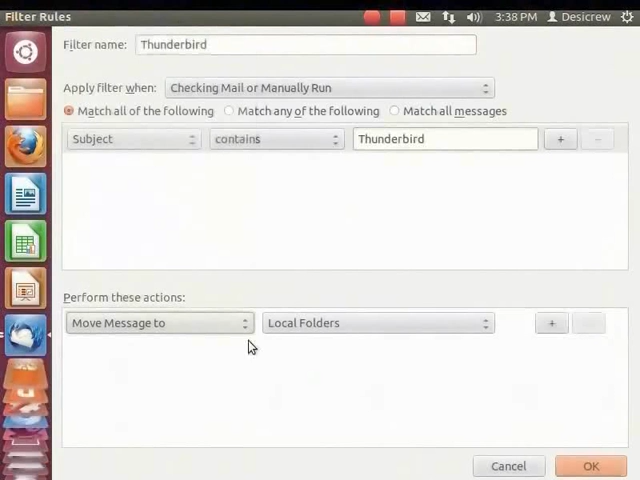 Filter Rules 3:38 PM Desicrew
Filter name: Thunderbird
Apply filter when: Checking Mail or Manually Run
Match all of the following Match any of the following Match all messages
Subject contains Thunderbird + −
Perform these actions:
Move Message to Local Folders +
Cancel OK